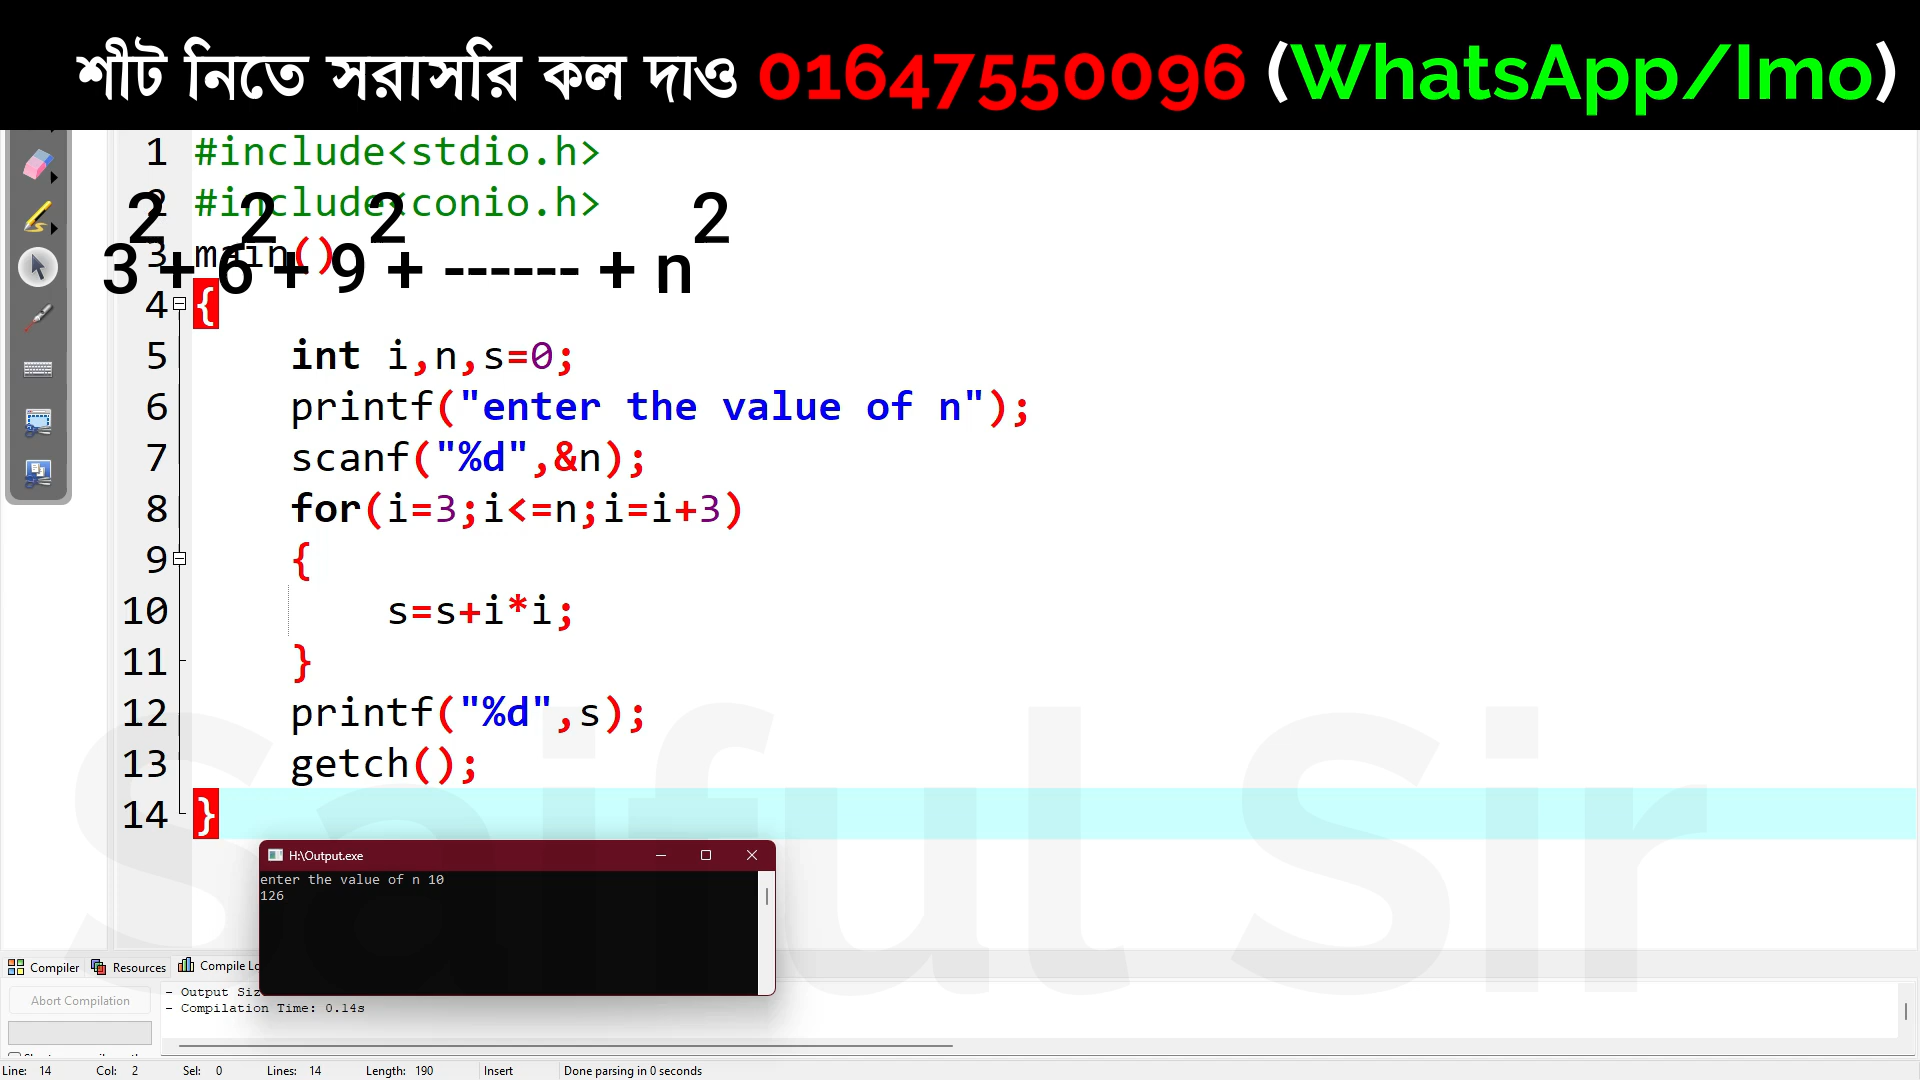 শীট নিতে সরাসরি কল দাও 01647550096 (WhatsApp/Imo)
1 #include<stdio.h>
2 #include<conio.h>
3 main()
3² + 6² + 9² + ------ + n²
4 {
5 int i,n,s=0;
6 printf("enter the value of n");
7 scanf("%d",&n);
8 for(i=3;i<=n;i=i+3)
9 {
10 s=s+i*i;
11 }
12 printf("%d",s);
13 getch();
14 }
Saiful Sir
H:\Output.exe
enter the value of n 10
126
Compiler Resources Compile Lo
Abort Compilation
- Output Siz
- Compilation Time: 0.14s
Line: 14 Col: 2 Sel: 0 Lines: 14 Length: 190 Insert Done parsing in 0 seconds